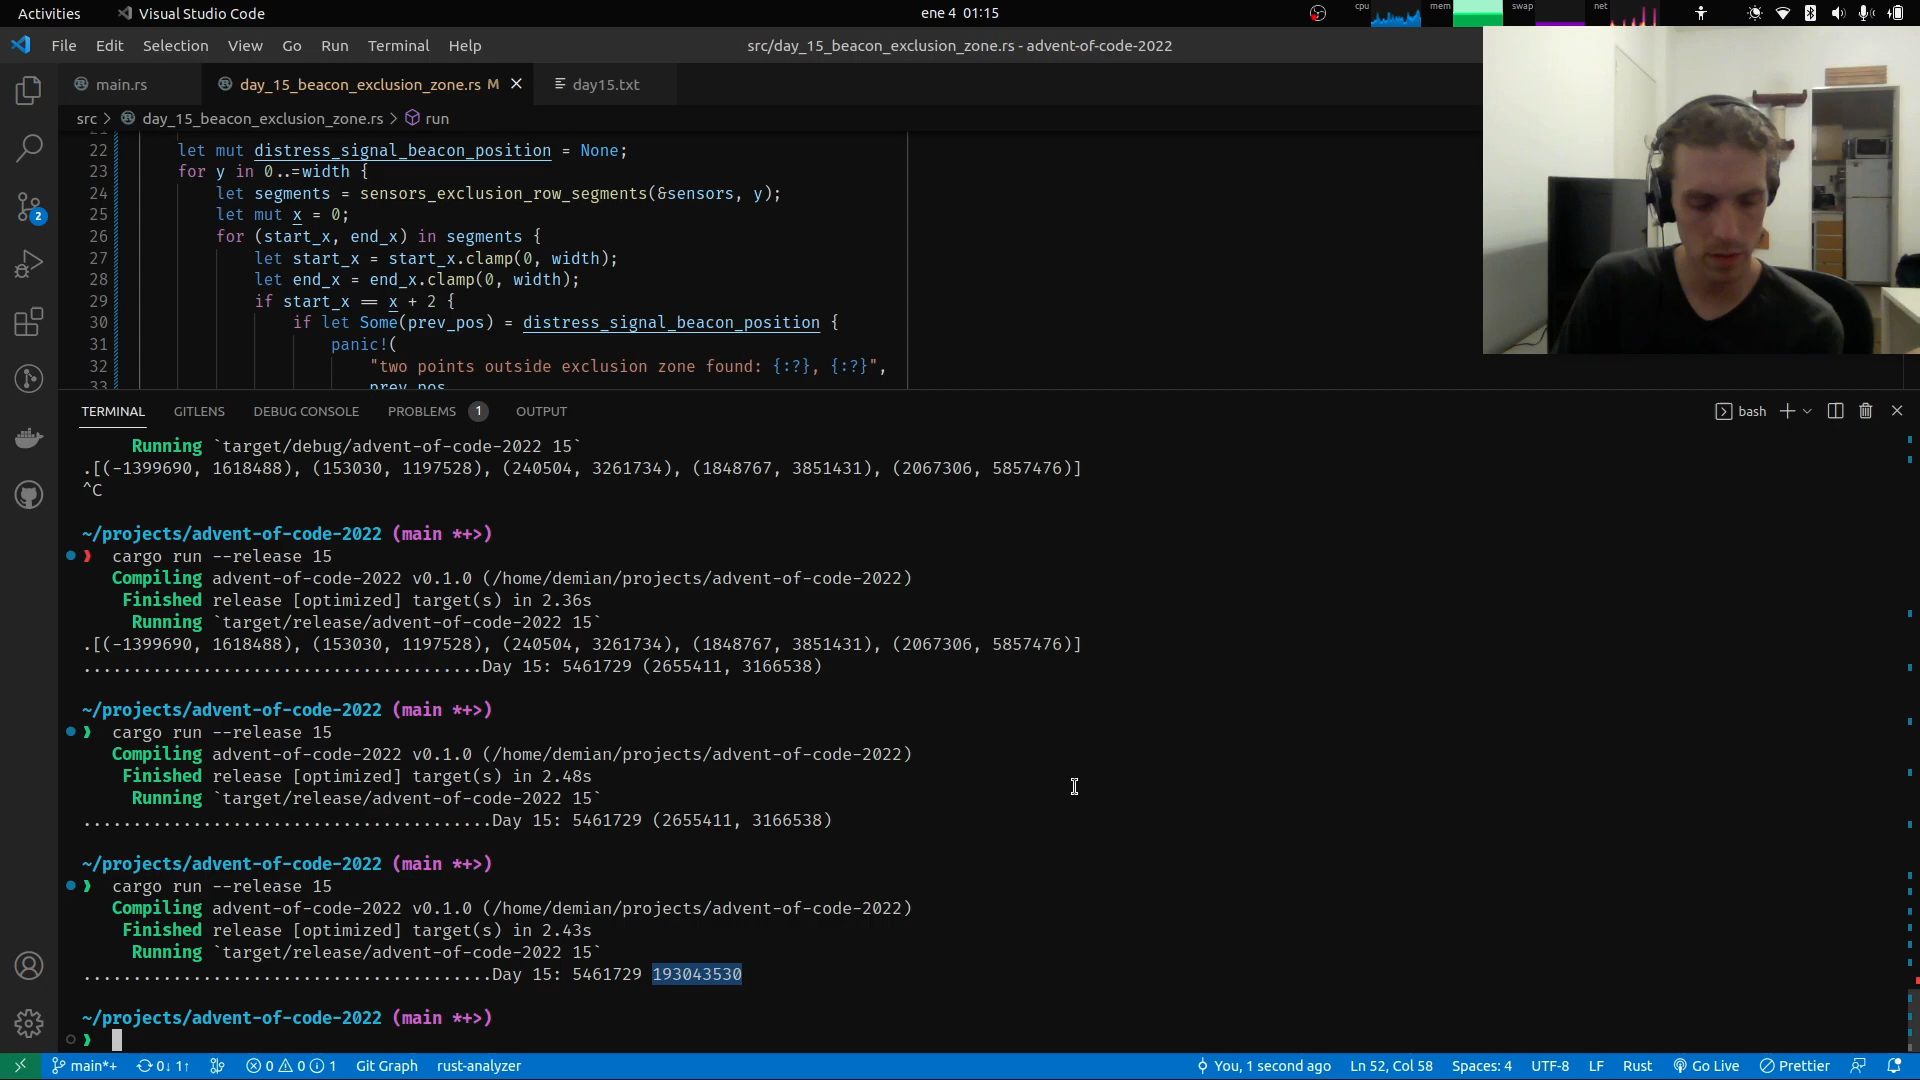 Activities
Visual Studio Code
ene 4 01:15
cpu
mem
swap
net
File Edit Selection View Go Run Terminal Help
src/day_15_beacon_exclusion_zone.rs - advent-of-code-2022
main.rs
day_15_beacon_exclusion_zone.rs M
day15.txt
src > day_15_beacon_exclusion_zone.rs > run
22 let mut distress_signal_beacon_position = None;
23 for y in 0..=width {
24 let segments = sensors_exclusion_row_segments(&sensors, y);
25 let mut x = 0;
26 for (start_x, end_x) in segments {
27 let start_x = start_x.clamp(0, width);
28 let end_x = end_x.clamp(0, width);
29 if start_x == x + 2 {
30 if let Some(prev_pos) = distress_signal_beacon_position {
31 panic!(
32 "two points outside exclusion zone found: {:?}, {:?}",
33 prev_pos
TERMINAL GITLENS DEBUG CONSOLE PROBLEMS 1 OUTPUT
bash
Running `target/debug/advent-of-code-2022 15`
.[(-1399690, 1618488), (153030, 1197528), (240504, 3261734), (1848767, 3851431), (2067306, 5857476)]
^C
~/projects/advent-of-code-2022 (main *+>)
❱ cargo run --release 15
Compiling advent-of-code-2022 v0.1.0 (/home/demian/projects/advent-of-code-2022)
Finished release [optimized] target(s) in 2.36s
Running `target/release/advent-of-code-2022 15`
.[(-1399690, 1618488), (153030, 1197528), (240504, 3261734), (1848767, 3851431), (2067306, 5857476)]
........................................Day 15: 5461729 (2655411, 3166538)
~/projects/advent-of-code-2022 (main *+>)
❱ cargo run --release 15
Compiling advent-of-code-2022 v0.1.0 (/home/demian/projects/advent-of-code-2022)
Finished release [optimized] target(s) in 2.48s
Running `target/release/advent-of-code-2022 15`
.........................................Day 15: 5461729 (2655411, 3166538)
~/projects/advent-of-code-2022 (main *+>)
❱ cargo run --release 15
Compiling advent-of-code-2022 v0.1.0 (/home/demian/projects/advent-of-code-2022)
Finished release [optimized] target(s) in 2.43s
Running `target/release/advent-of-code-2022 15`
.........................................Day 15: 5461729 193043530
~/projects/advent-of-code-2022 (main *+>)
❱
2
main*+ 0↓ 1↑ 0 0 1 Git Graph rust-analyzer
You, 1 second ago Ln 52, Col 58 Spaces: 4 UTF-8 LF Rust Go Live Prettier